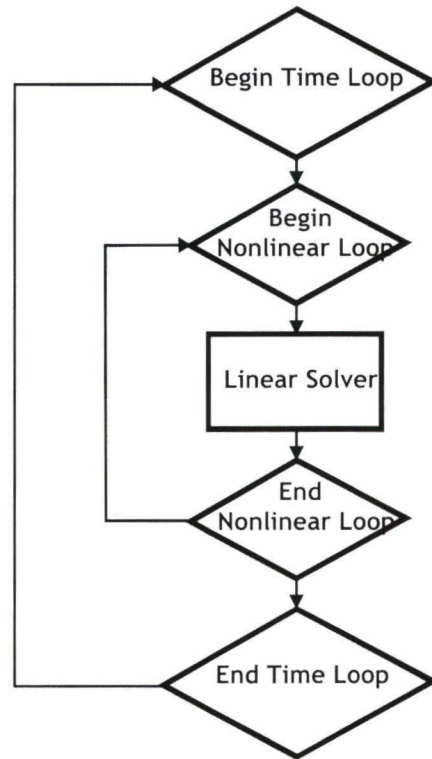 Begin Time Loop
Begin
Nonlinear Loop
Linear Solver
End
Nonlinear Loop
End Time Loop